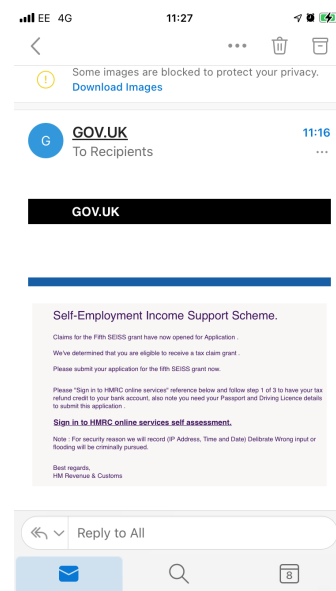 EE 4G 11:27
Some images are blocked to protect your privacy.
Download Images
G
GOV.UK
11:16
To Recipients
GOV.UK
Self-Employment Income Support Scheme.
Claims for the Fifth SEISS grant have now opened for Application .
We've determined that you are eligible to receive a tax claim grant .
Please submit your application for the fifth SEISS grant now.
Please "Sign in to HMRC online services" reference below and follow step 1 of 3 to have your tax
refund credit to your bank account, also note you need your Passport and Driving Licence details
to submit this application .
Sign in to HMRC online services self assessment.
Note : For security reason we will record (IP Address, Time and Date) Delibrate Wrong input or
flooding will be criminally pursued.
Best regards,
HM Revenue & Customs
Reply to All
8